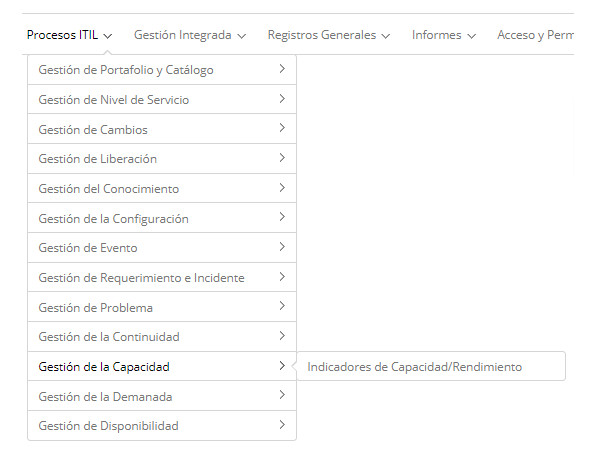 Procesos ITIL Gestión Integrada Registros Generales Informes Acceso y Perm
Gestión de Portafolio y Catálogo
Gestión de Nivel de Servicio
Gestión de Cambios
Gestión de Liberación
Gestión del Conocimiento
Gestión de la Configuración
Gestión de Evento
Gestión de Requerimiento e Incidente
Gestión de Problema
Gestión de la Continuidad
Gestión de la Capacidad Indicadores de Capacidad/Rendimiento
Gestión de la Demanada
Gestión de Disponibilidad